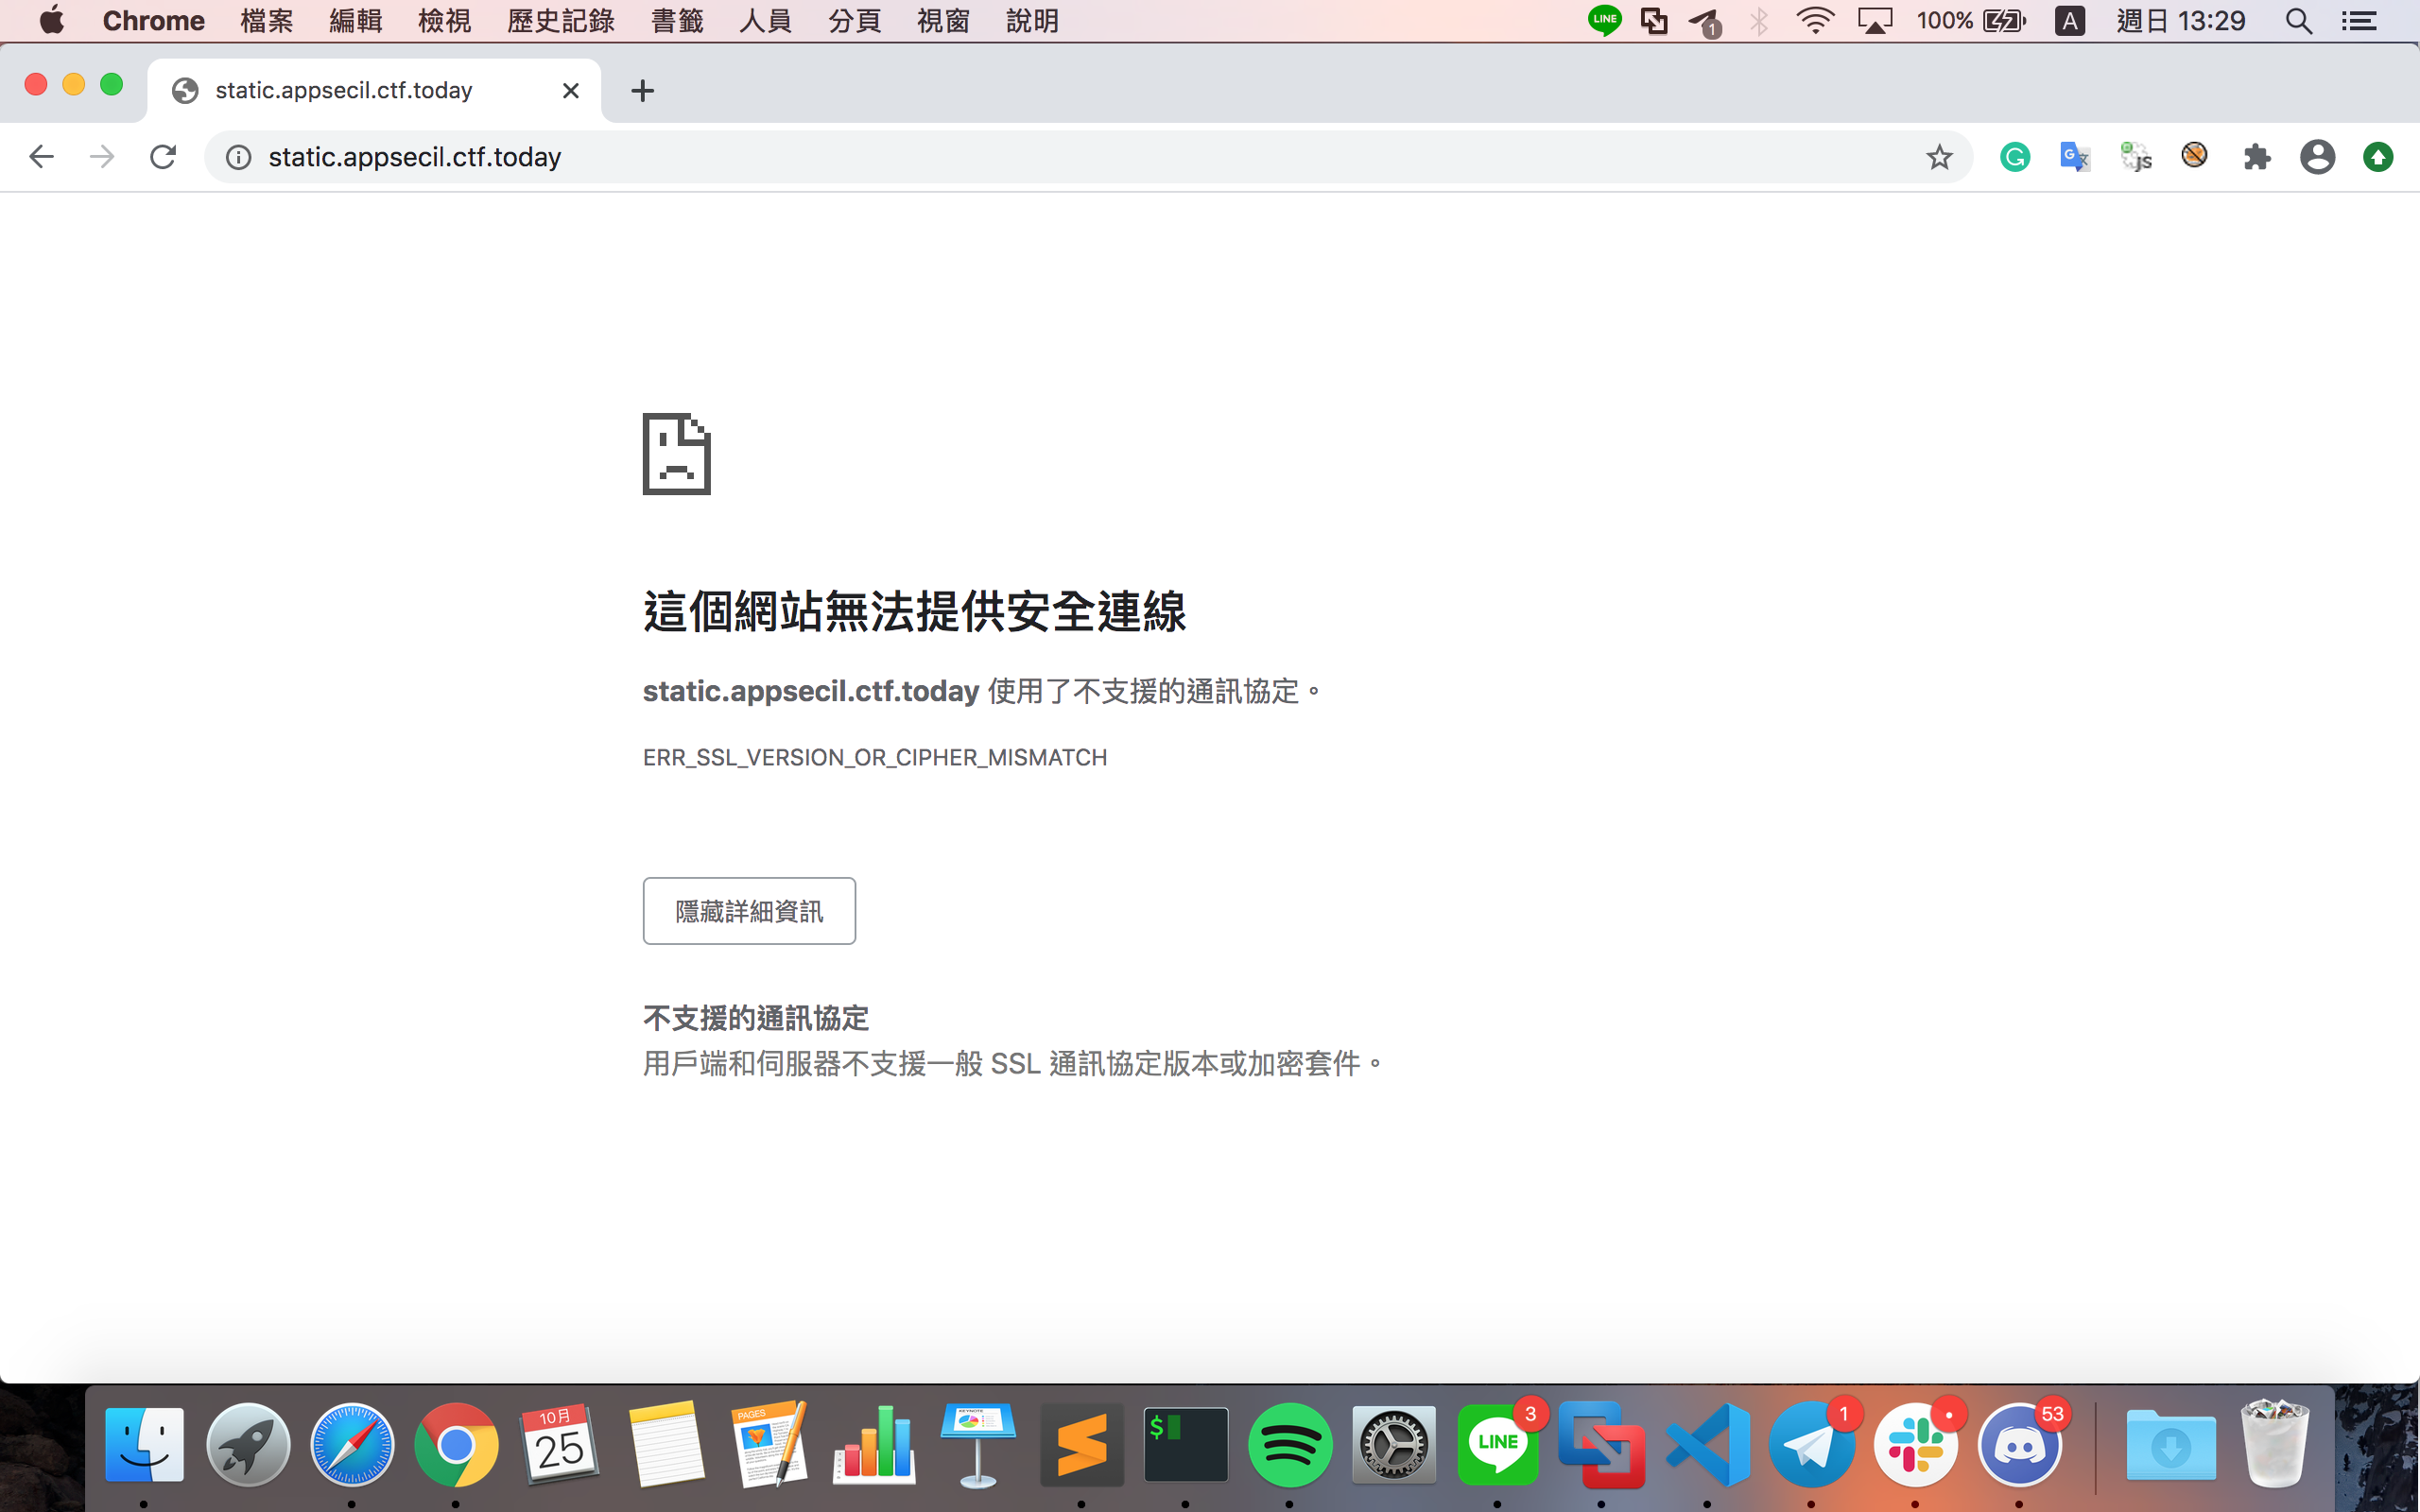 Chrome 檔案 編輯 檢視 歷史記錄 書籤 人員 分頁 視窗 說明 LINE 1 100% A 週日 13:29
static.appsecil.ctf.today
static.appsecil.ctf.today
這個網站無法提供安全連線
static.appsecil.ctf.today 使用了不支援的通訊協定。
ERR_SSL_VERSION_OR_CIPHER_MISMATCH
隱藏詳細資訊
不支援的通訊協定
用戶端和伺服器不支援一般 SSL 通訊協定版本或加密套件。
10月
25
PAGES
KEYNOTE
$
LINE
3
1
53